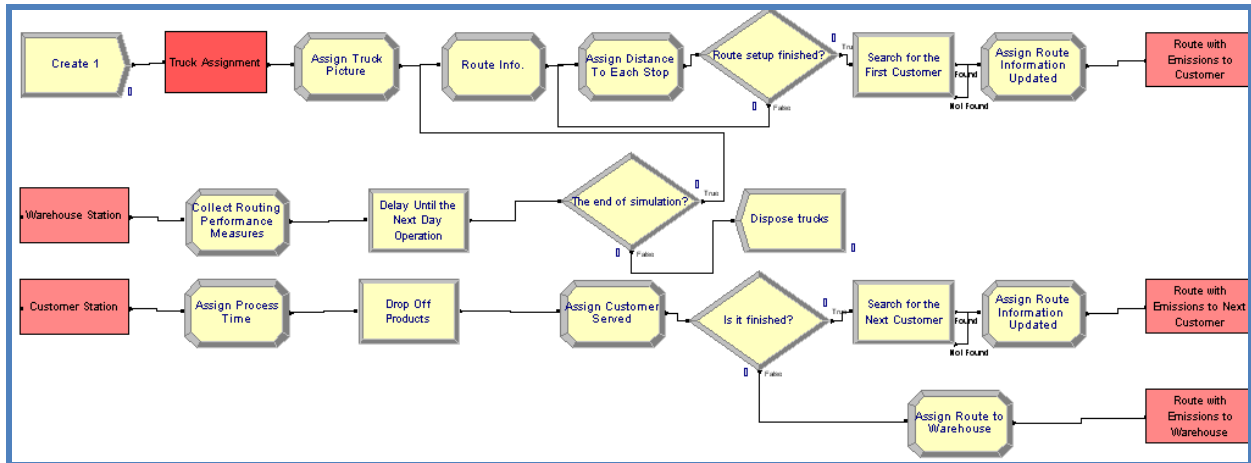 Create 1
Truck Assignment
Assign Truck
Picture
Route Info.
Assign Distance
To Each Stop
Route setup finished?
True
False
Search for the
First Customer
Found
Not Found
Assign Route
Information
Updated
Route with
Emissions to
Customer
Warehouse Station
Collect Routing
Performance
Measures
Delay Until the
Next Day
Operation
The end of simulation?
True
False
Dispose trucks
Customer Station
Assign Process
Time
Drop Off
Products
Assign Customer
Served
Is it finished?
True
False
Search for the
Next Customer
Found
Not Found
Assign Route
Information
Updated
Route with
Emissions to Next
Customer
Assign Route to
Warehouse
Route with
Emissions to
Warehouse